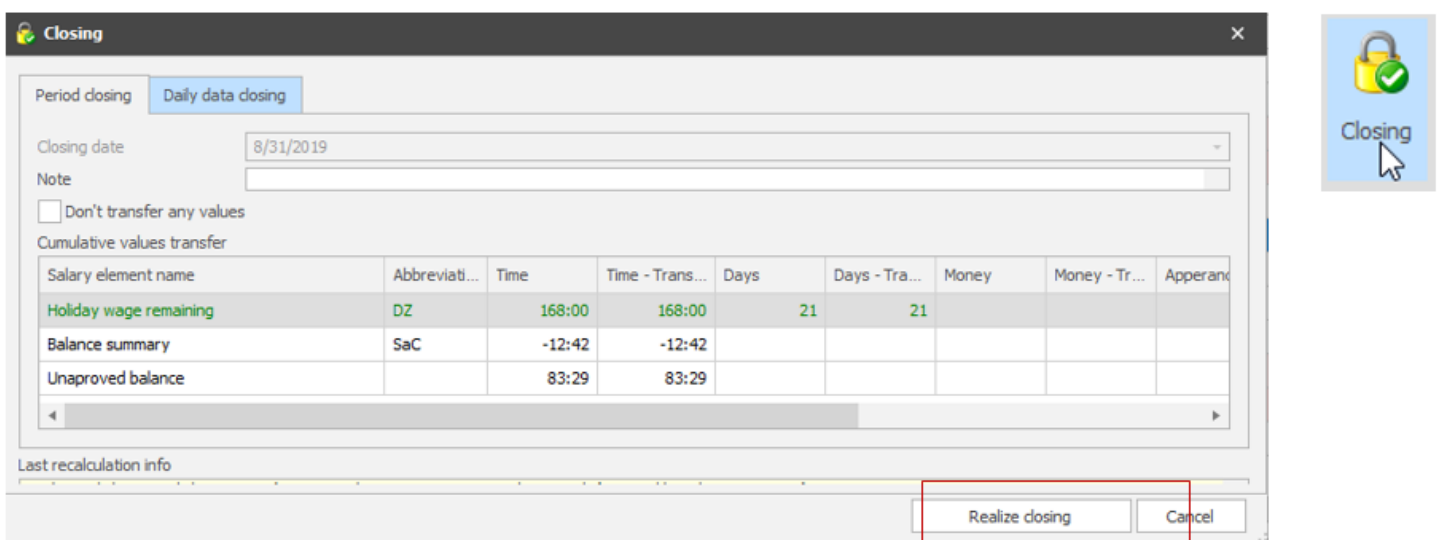 Closing
Period closing Daily data closing
Closing
Closing date 8/31/2019
Note
Don't transfer any values
Cumulative values transfer
Salary element name Abbreviati... Time Time - Trans... Days Days - Tra... Money Money - Tr... Apperanc
Holiday wage remaining DZ 168:00 168:00 21 21
Balance summary SaC -12:42 -12:42
Unaproved balance 83:29 83:29
Last recalculation info
Realize closing Cancel